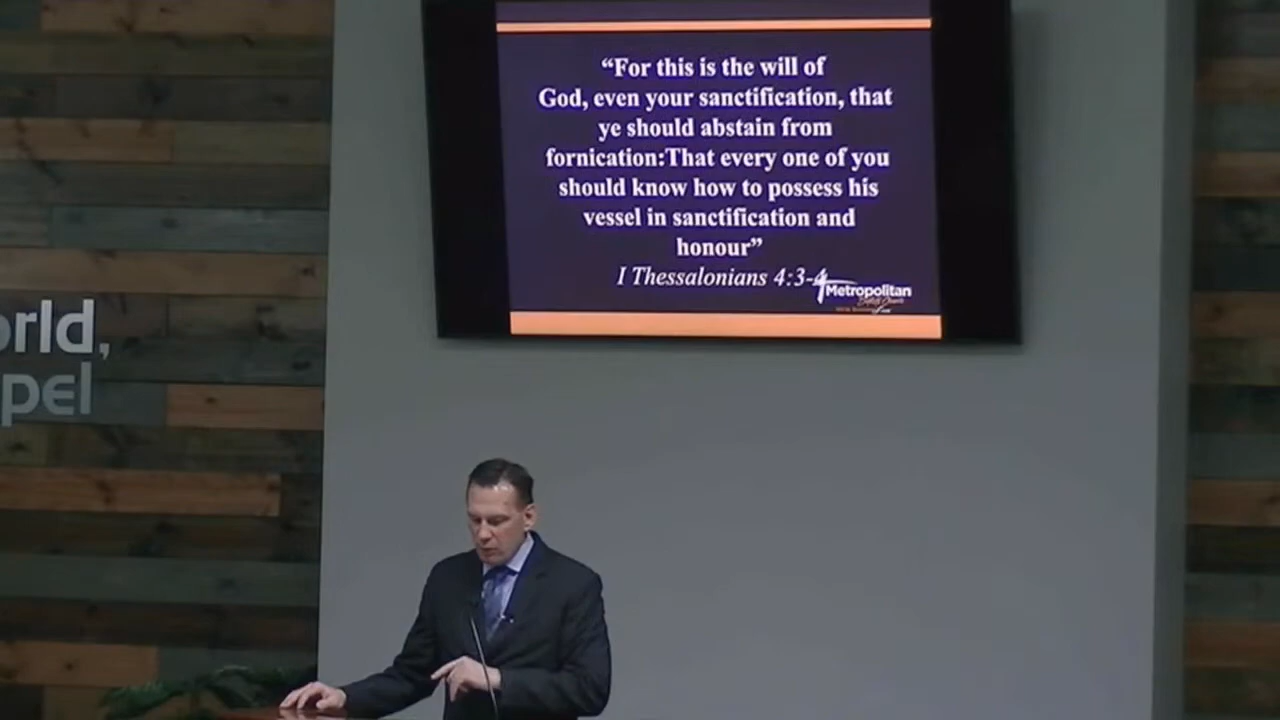 “For this is the will of
God, even your sanctification, that
ye should abstain from
fornication:That every one of you
should know how to possess his
vessel in sanctification and
honour”
I Thessalonians 4:3-4
Metropolitan
Baptist Church
orld,
pel